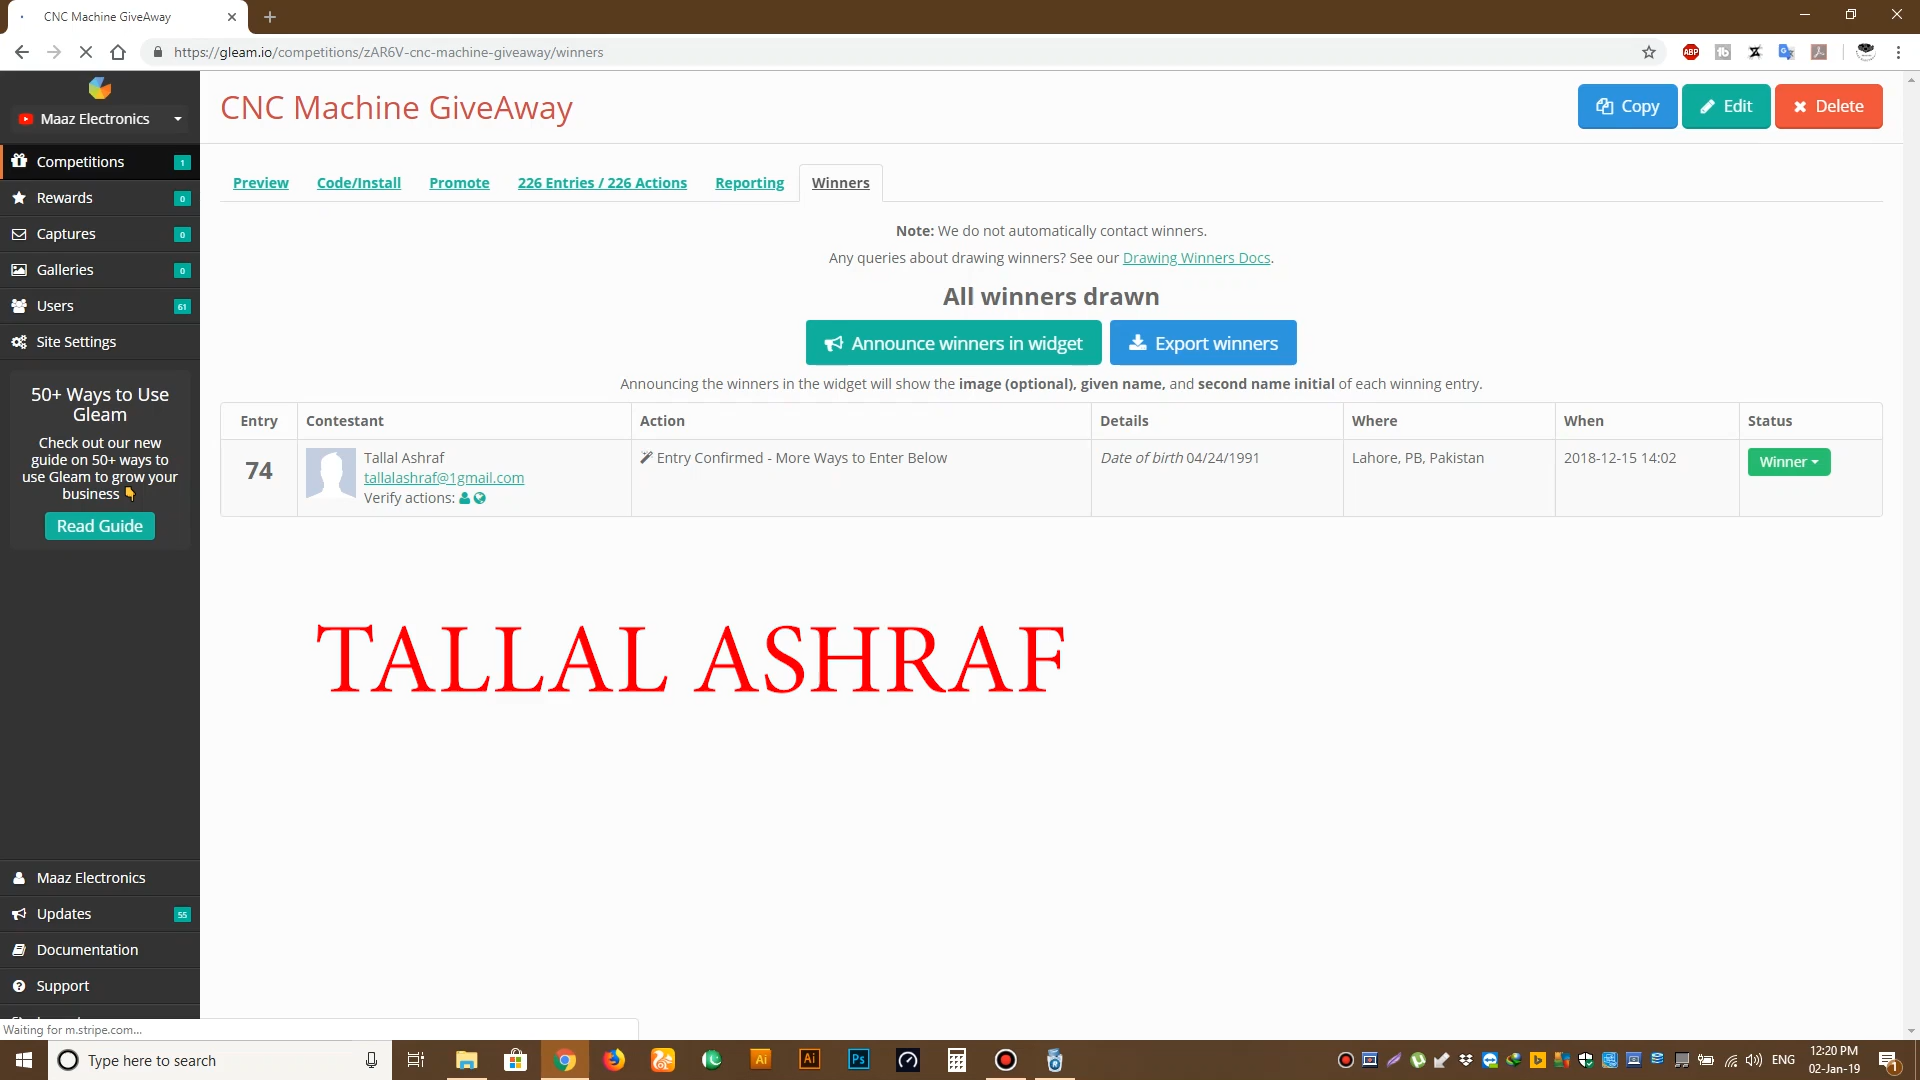 CNC Machine GiveAway
https://gleam.io/competitions/zAR6V-cnc-machine-giveaway/winners
ABP
Maaz Electronics
CNC Machine GiveAway
Copy
Edit
Delete
Competitions 1
Rewards 0
Captures 0
Galleries 0
Users 61
Site Settings
50+ Ways to Use
Gleam
Check out our new
guide on 50+ ways to
use Gleam to grow your
business
Read Guide
Preview
Code/Install
Promote
226 Entries / 226 Actions
Reporting
Winners
Note: We do not automatically contact winners.
Any queries about drawing winners? See our Drawing Winners Docs.
All winners drawn
Announce winners in widget
Export winners
Announcing the winners in the widget will show the image (optional), given name, and second name initial of each winning entry.
Entry Contestant Action Details Where When Status
74
Tallal Ashraf
tallalashraf@1gmail.com
Verify actions:
Entry Confirmed - More Ways to Enter Below
Date of birth 04/24/1991
Lahore, PB, Pakistan
2018-12-15 14:02
Winner
TALLAL ASHRAF
Maaz Electronics
Updates 55
Documentation
Support
Waiting for m.stripe.com...
Type here to search
Ai
Ai
Ps
ENG
12:20 PM
02-Jan-19
1